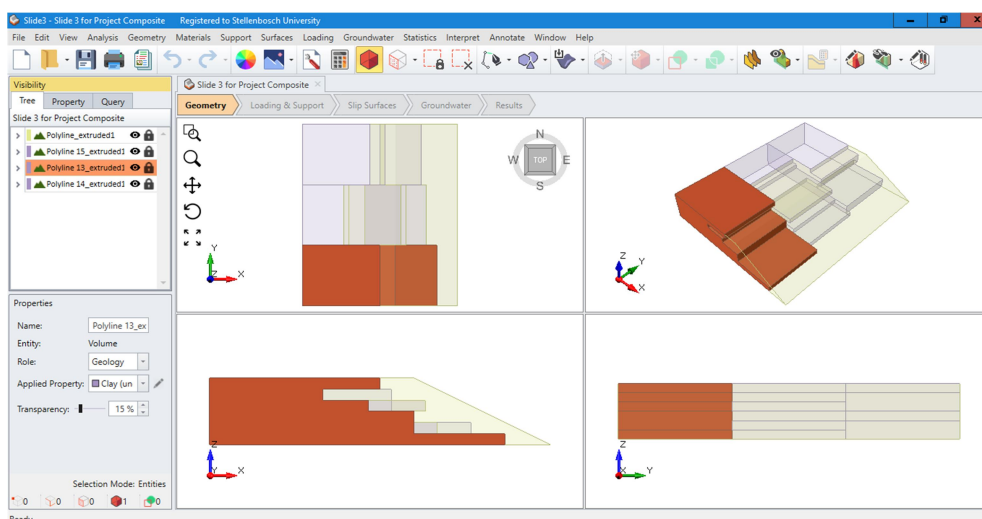 Slide3 - Slide 3 for Project Composite Registered to Stellenbosch University
File Edit View Analysis Geometry Materials Support Surfaces Loading Groundwater Statistics Interpret Annotate Window Help
Visibility
Slide 3 for Project Composite
Tree Property Query
Geometry Loading & Support Slip Surfaces Groundwater Results
Slide 3 for Project Composite
Polyline_extruded1
Polyline 15_extruded1
Polyline 13_extruded1
Polyline 14_extruded1
N
W TOP E
S
Y
Z X
Z
Y
X
Properties
Name: Polyline 13_ex
Entity: Volume
Role: Geology
Applied Property: Clay (un
Transparency: 15 %
Z
Y X
Z
X Y
Selection Mode: Entities
0 0 0 1 0
Ready